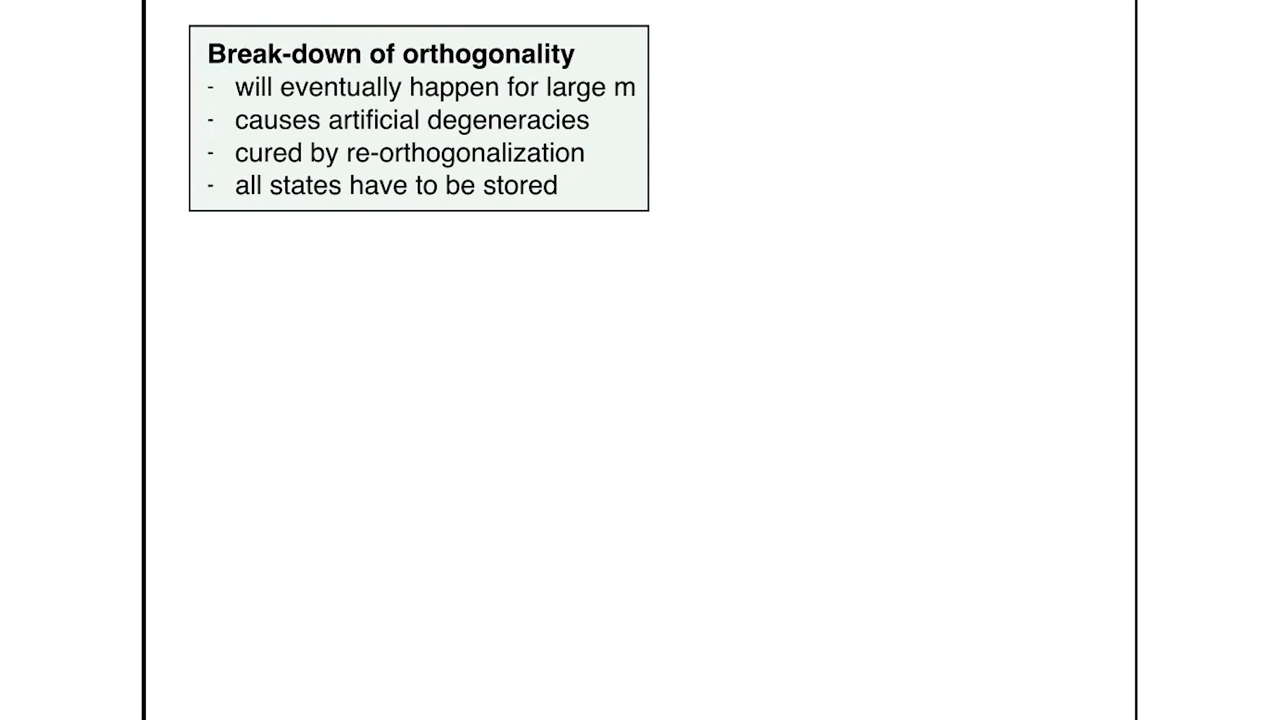 Break-down of orthogonality
- will eventually happen for large m
- causes artificial degeneracies
- cured by re-orthogonalization
- all states have to be stored